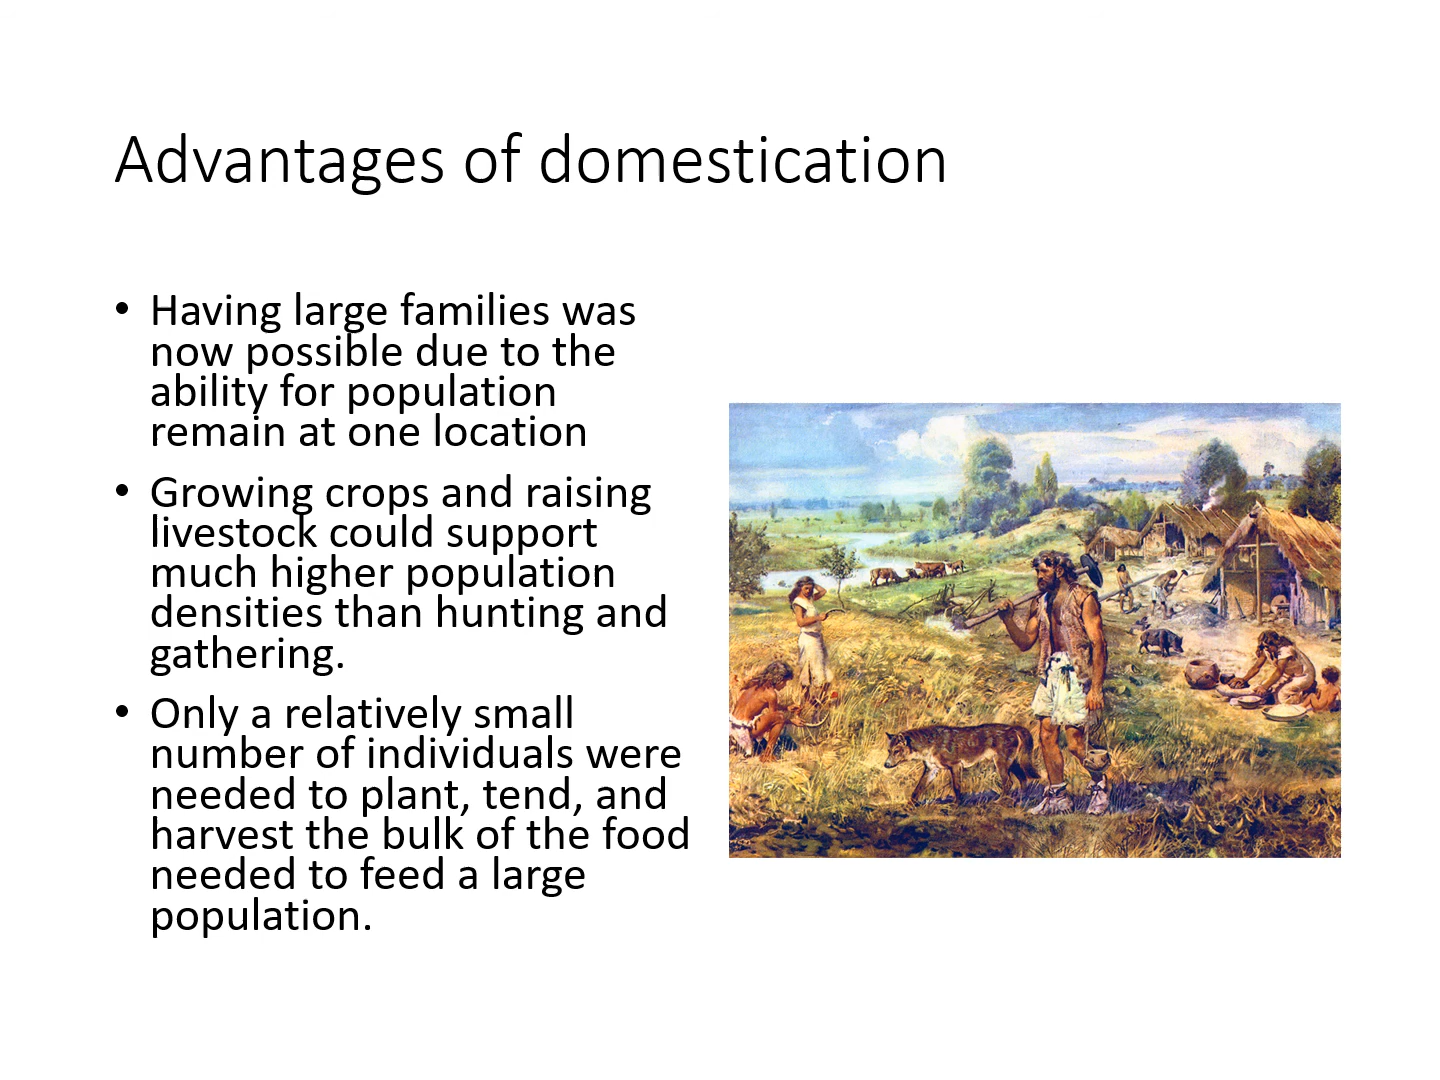 Advantages of domestication
• Having large families was
now possible due to the
ability for population
remain at one location
• Growing crops and raising
livestock could support
much higher population
densities than hunting and
gathering.
• Only a relatively small
number of individuals were
needed to plant, tend, and
harvest the bulk of the food
needed to feed a large
population.